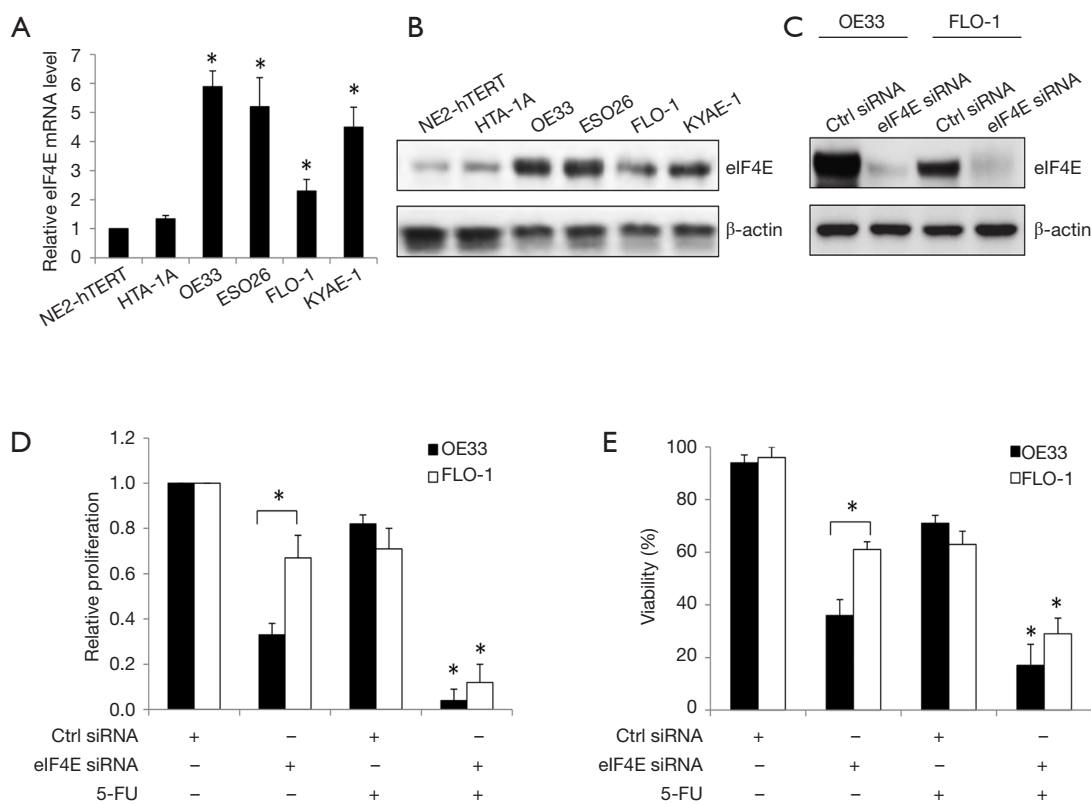 A
Relative eIF4E mRNA level
7
6
5
4
3
2
1
0
* * * *
NE2-hTERT
HTA-1A
OE33
ESO26
FLO-1
KYAE-1
B
NE2-hTERT
HTA-1A
OE33
ESO26
FLO-1
KYAE-1
eIF4E
β-actin
C
OE33 FLO-1
Ctrl siRNA
eIF4E siRNA
Ctrl siRNA
eIF4E siRNA
eIF4E
β-actin
D
Relative proliferation
1.2
1.0
0.8
0.6
0.4
0.2
0.0
OE33
FLO-1
*
* *
Ctrl siRNA + – + –
eIF4E siRNA – + – +
5-FU – – + +
E
Viability (%)
100
80
60
40
20
0
OE33
FLO-1
*
* *
Ctrl siRNA + – + –
eIF4E siRNA – + – +
5-FU – – + +